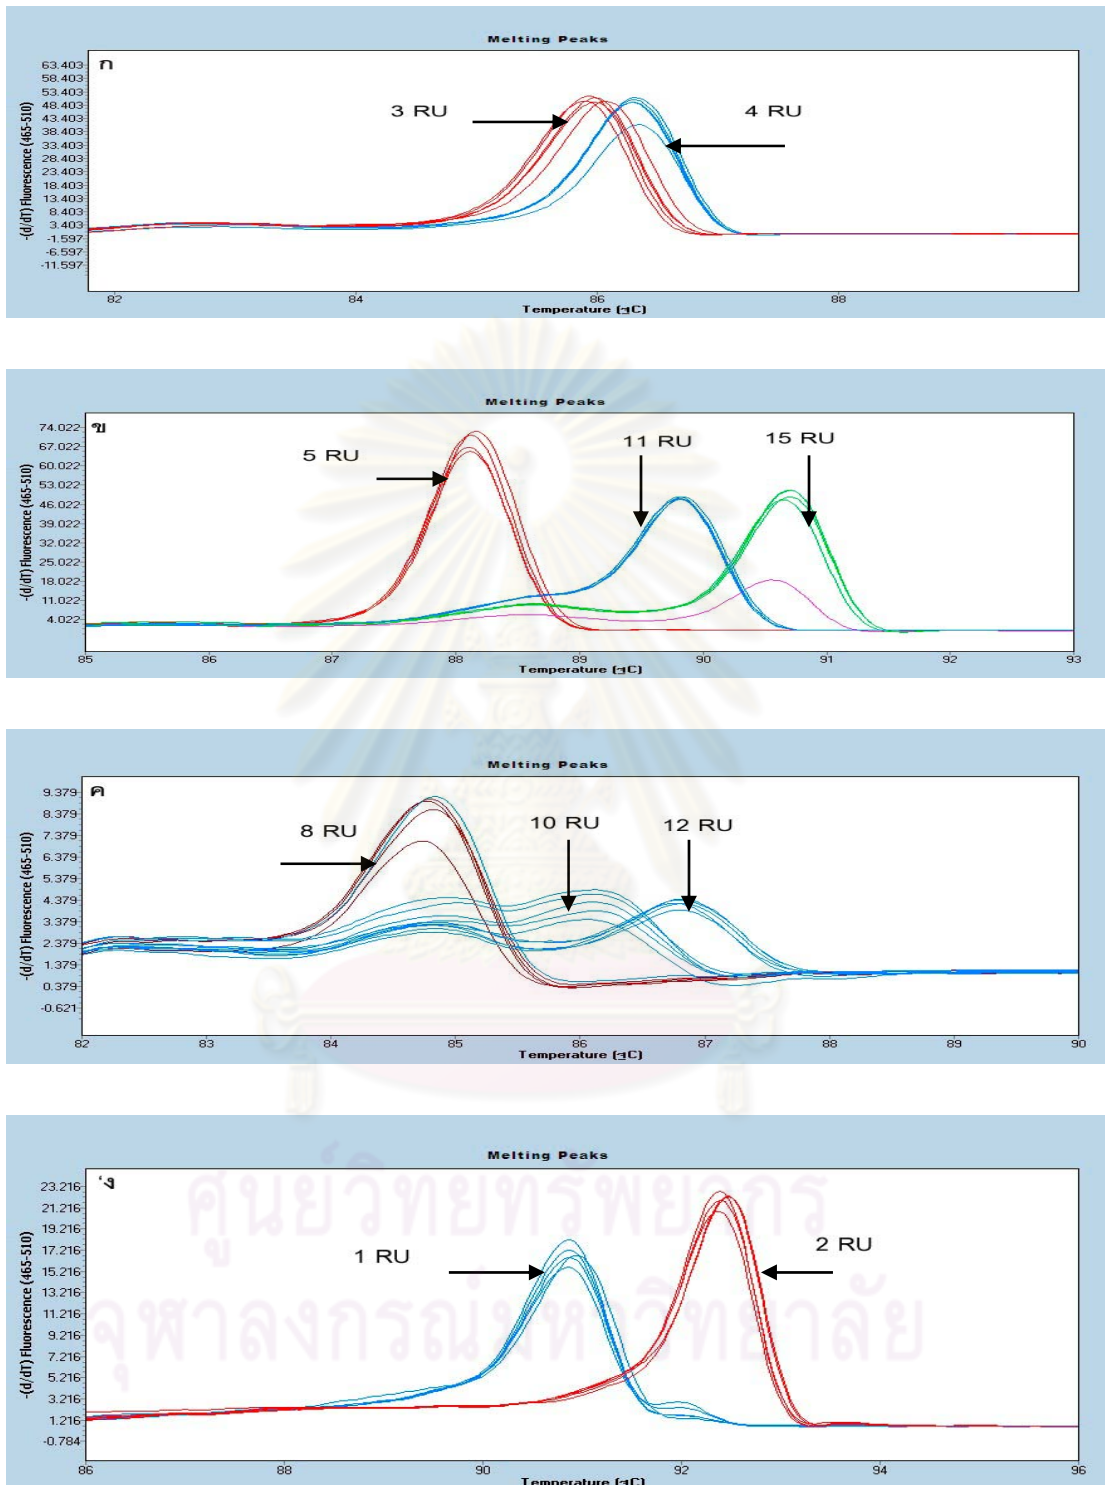 Melting Peaks
ก
63.403
58.403
53.403
48.403
43.403
38.403
33.403
28.403
23.403
18.403
13.403
8.403
3.403
-1.597
-6.597
-11.597
-(d/dT) Fluorescence (465-510)
3 RU
4 RU
82
84
86
88
Temperature (°C)
Melting Peaks
ข
74.022
67.022
60.022
53.022
46.022
39.022
32.022
25.022
18.022
11.022
4.022
-(d/dT) Fluorescence (465-510)
5 RU
11 RU
15 RU
85
86
87
88
89
90
91
92
93
Temperature (°C)
Melting Peaks
ค
9.379
8.379
7.379
6.379
5.379
4.379
3.379
2.379
1.379
0.379
-0.621
-(d/dT) Fluorescence (465-510)
8 RU
10 RU
12 RU
82
83
84
85
86
87
88
89
90
Temperature (°C)
Melting Peaks
ง
23.216
21.216
19.216
17.216
15.216
13.216
11.216
9.216
7.216
5.216
3.216
1.216
-0.784
-(d/dT) Fluorescence (465-510)
1 RU
2 RU
86
88
90
92
94
96
Temperature (°C)
ศูนย์วิทยทรัพยากร
จุฬาลงกรณ์มหาวิทยาลัย